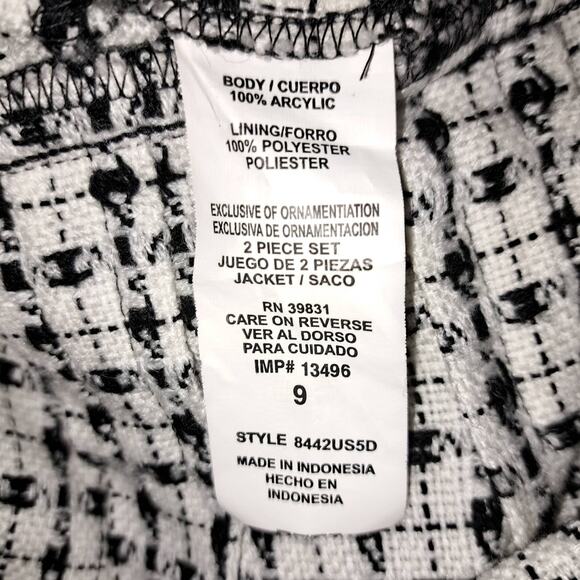 BODY / CUERPO
100% ARCYLIC
LINING/FORRO
100% POLYESTER
POLIESTER
EXCLUSIVE OF ORNAMENTIATION
EXCLUSIVA DE ORNAMENTACION
2 PIECE SET
JUEGO DE 2 PIEZAS
JACKET / SACO
RN 39831
CARE ON REVERSE
VER AL DORSO
PARA CUIDADO
IMP# 13496
9
STYLE 8442US5D
MADE IN INDONESIA
HECHO EN
INDONESIA